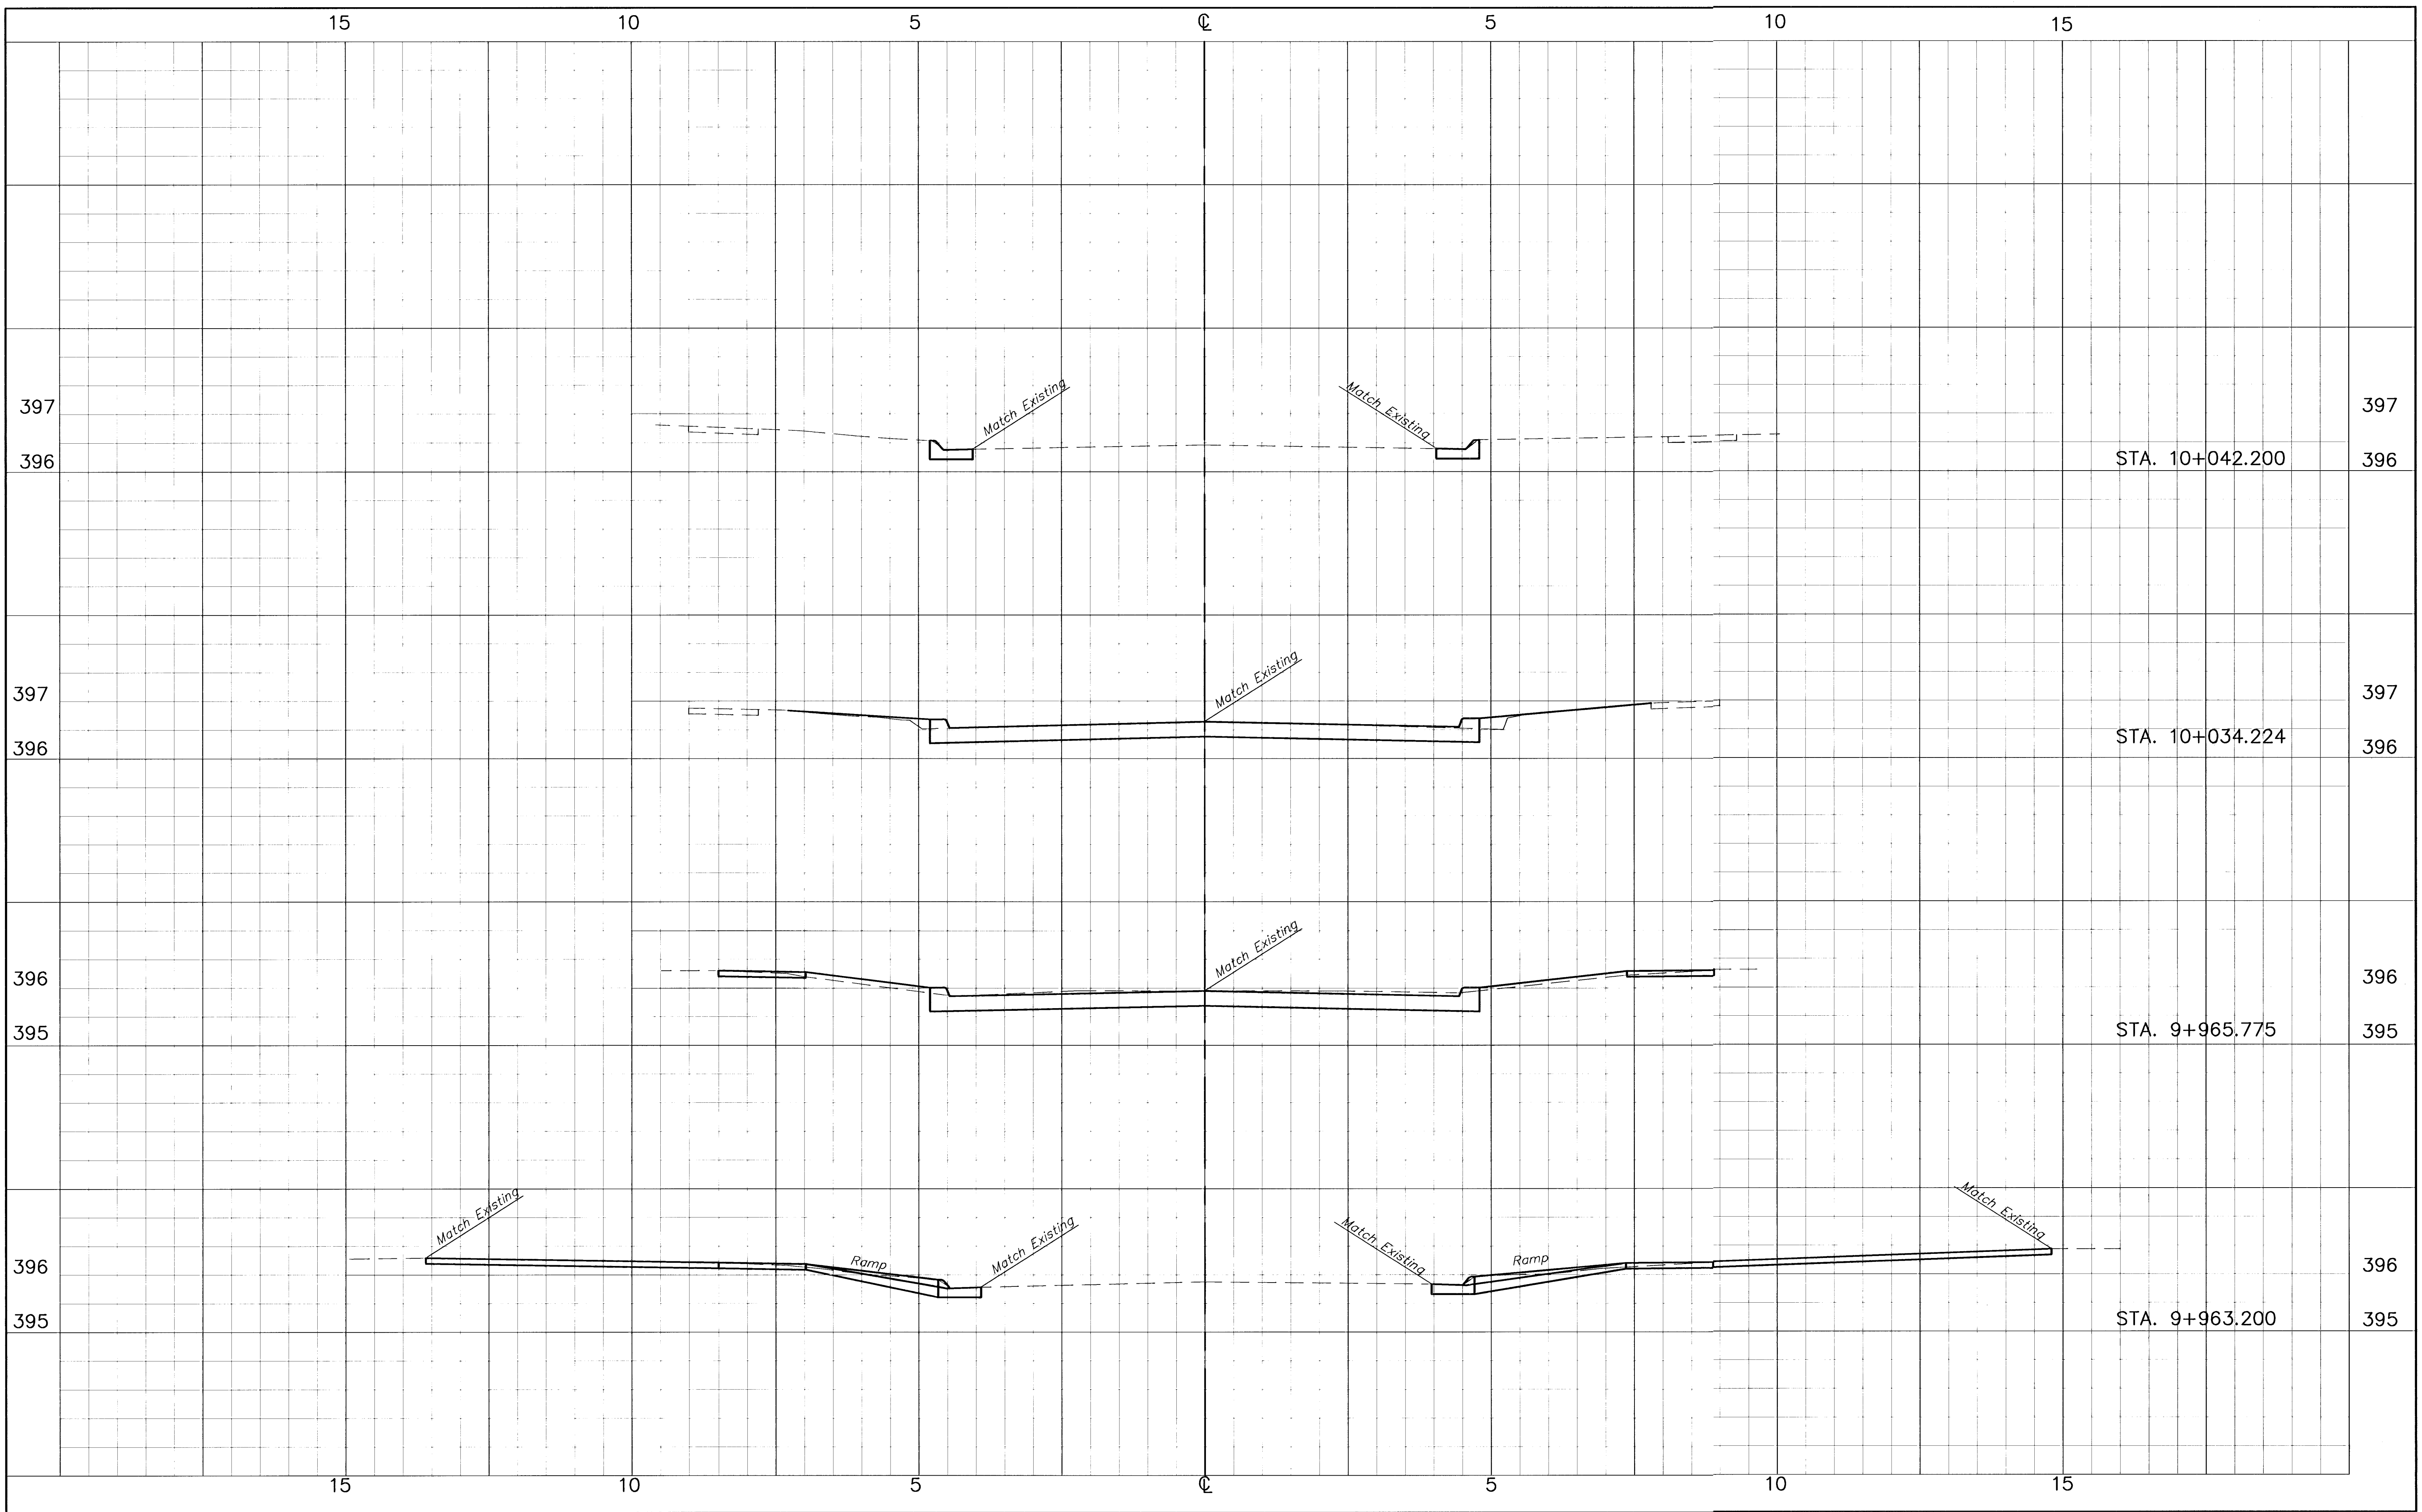 15 10 5 ℄ 5 10 15
Match Existing Match Existing
397 397
396 STA. 10+042.200 396
Match Existing
397 397
396 STA. 10+034.224 396
Match Existing
396 396
395 STA. 9+965.775 395
Match Existing Match Existing Match Existing Match Existing
396 Ramp Ramp 396
395 STA. 9+963.200 395
15 10 5 ℄ 5 10 15